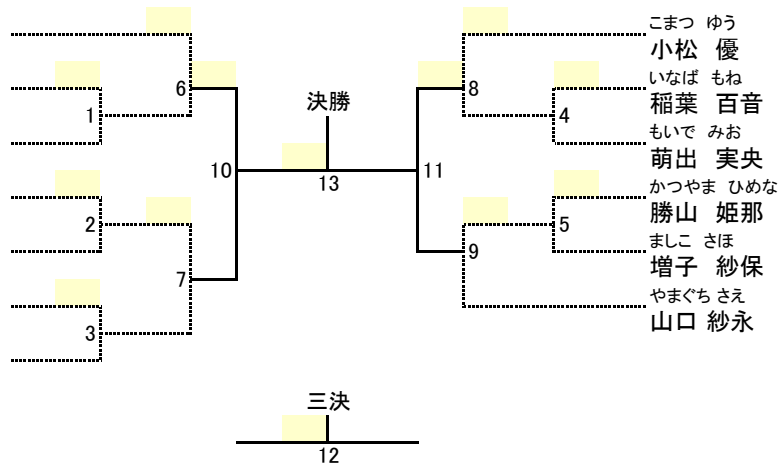 こまつ ゆう
小松 優
6
8
いなば もね
稲葉 百音
決勝
1
4
もいで みお
萌出 実央
10
13
11
かつやま ひめな
勝山 姫那
2
5
ましこ さほ
増子 紗保
7
9
やまぐち さえ
山口 紗永
3
三決
12